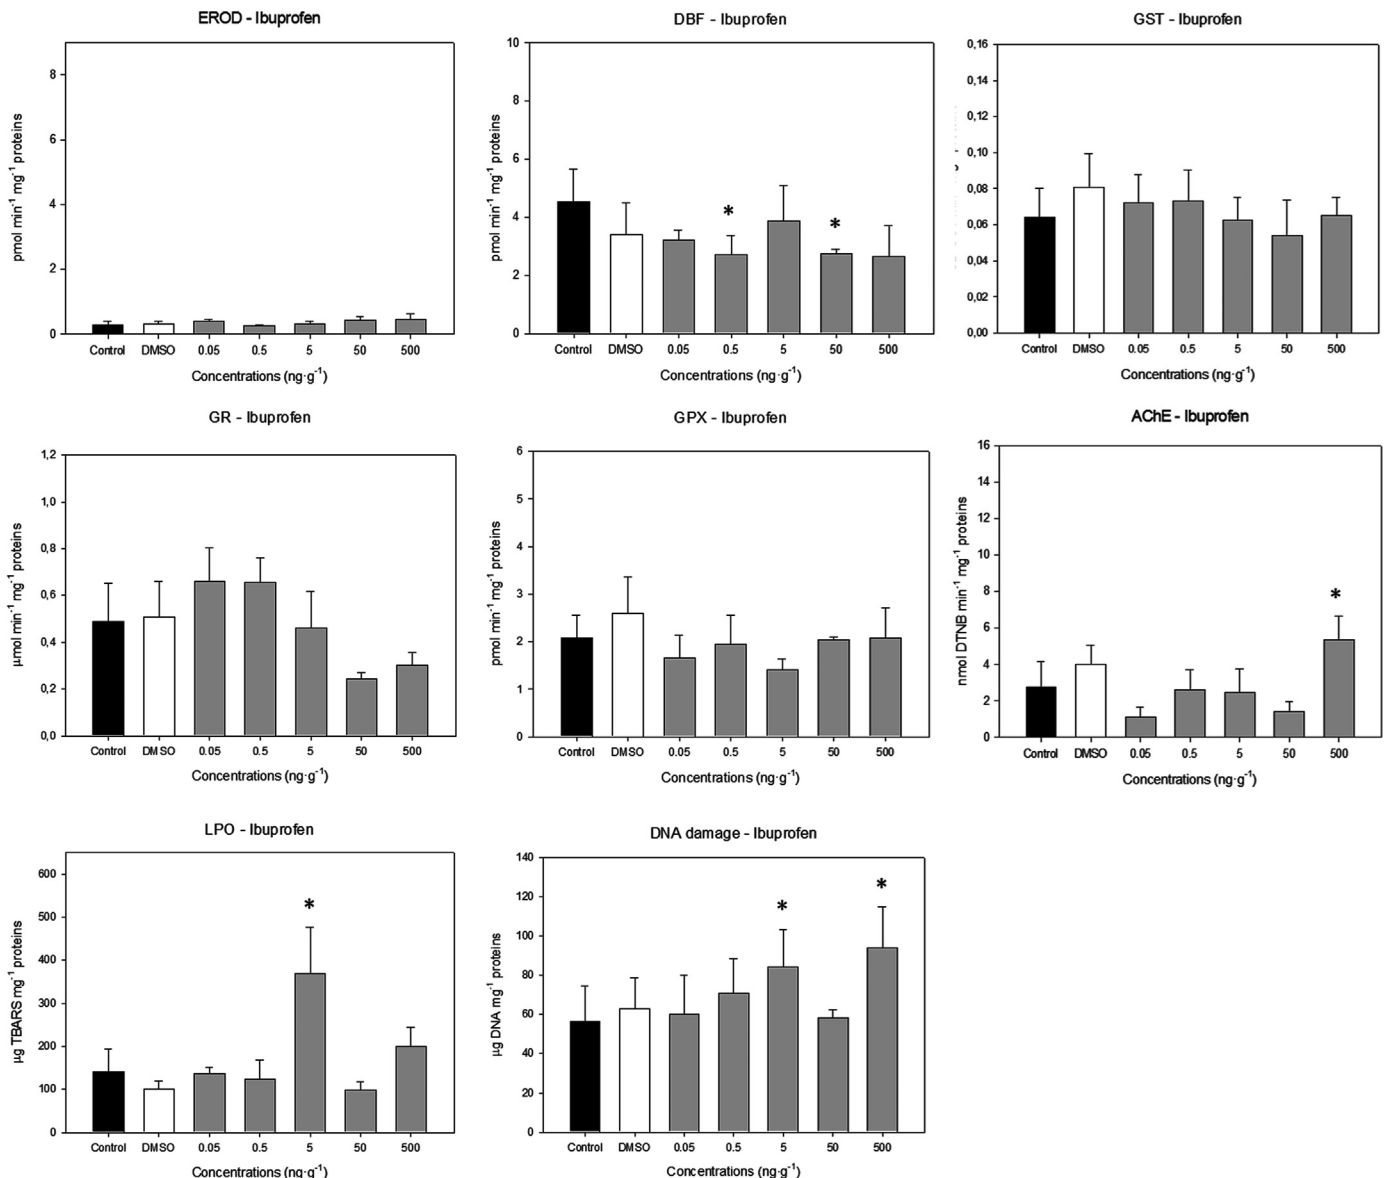 EROD - Ibuprofen
pmol min⁻¹ mg⁻¹ proteins
8
6
4
2
0
Control DMSO 0.05 0.5 5 50 500
Concentrations (ng·g⁻¹)
DBF - Ibuprofen
pmol min⁻¹ mg⁻¹ proteins
10
8
6
4
2
0
* *
Control DMSO 0.05 0.5 5 50 500
Concentrations (ng·g⁻¹)
GST - Ibuprofen
0,16
0,14
0,12
0,10
0,08
0,06
0,04
0,02
0,00
Control DMSO 0.05 0.5 5 50 500
Concentrations (ng·g⁻¹)
GR - Ibuprofen
µmol min⁻¹ mg⁻¹ proteins
1,2
1,0
0,8
0,6
0,4
0,2
0,0
Control DMSO 0.05 0.5 5 50 500
Concentrations (ng·g⁻¹)
GPX - Ibuprofen
pmol min⁻¹ mg⁻¹ proteins
6
5
4
3
2
1
0
Control DMSO 0.05 0.5 5 50 500
Concentrations (ng·g⁻¹)
AChE - Ibuprofen
nmol DTNB min⁻¹ mg⁻¹ proteins
16
14
12
10
8
6
4
2
0
*
Control DMSO 0.05 0.5 5 50 500
Concentrations (ng·g⁻¹)
LPO - Ibuprofen
µg TBARS mg⁻¹ proteins
600
500
400
300
200
100
0
*
Control DMSO 0.05 0.5 5 50 500
Concentrations (ng·g⁻¹)
DNA damage - Ibuprofen
µg DNA mg⁻¹ proteins
140
120
100
80
60
40
20
0
* *
Control DMSO 0.05 0.5 5 50 500
Concentrations (ng·g⁻¹)